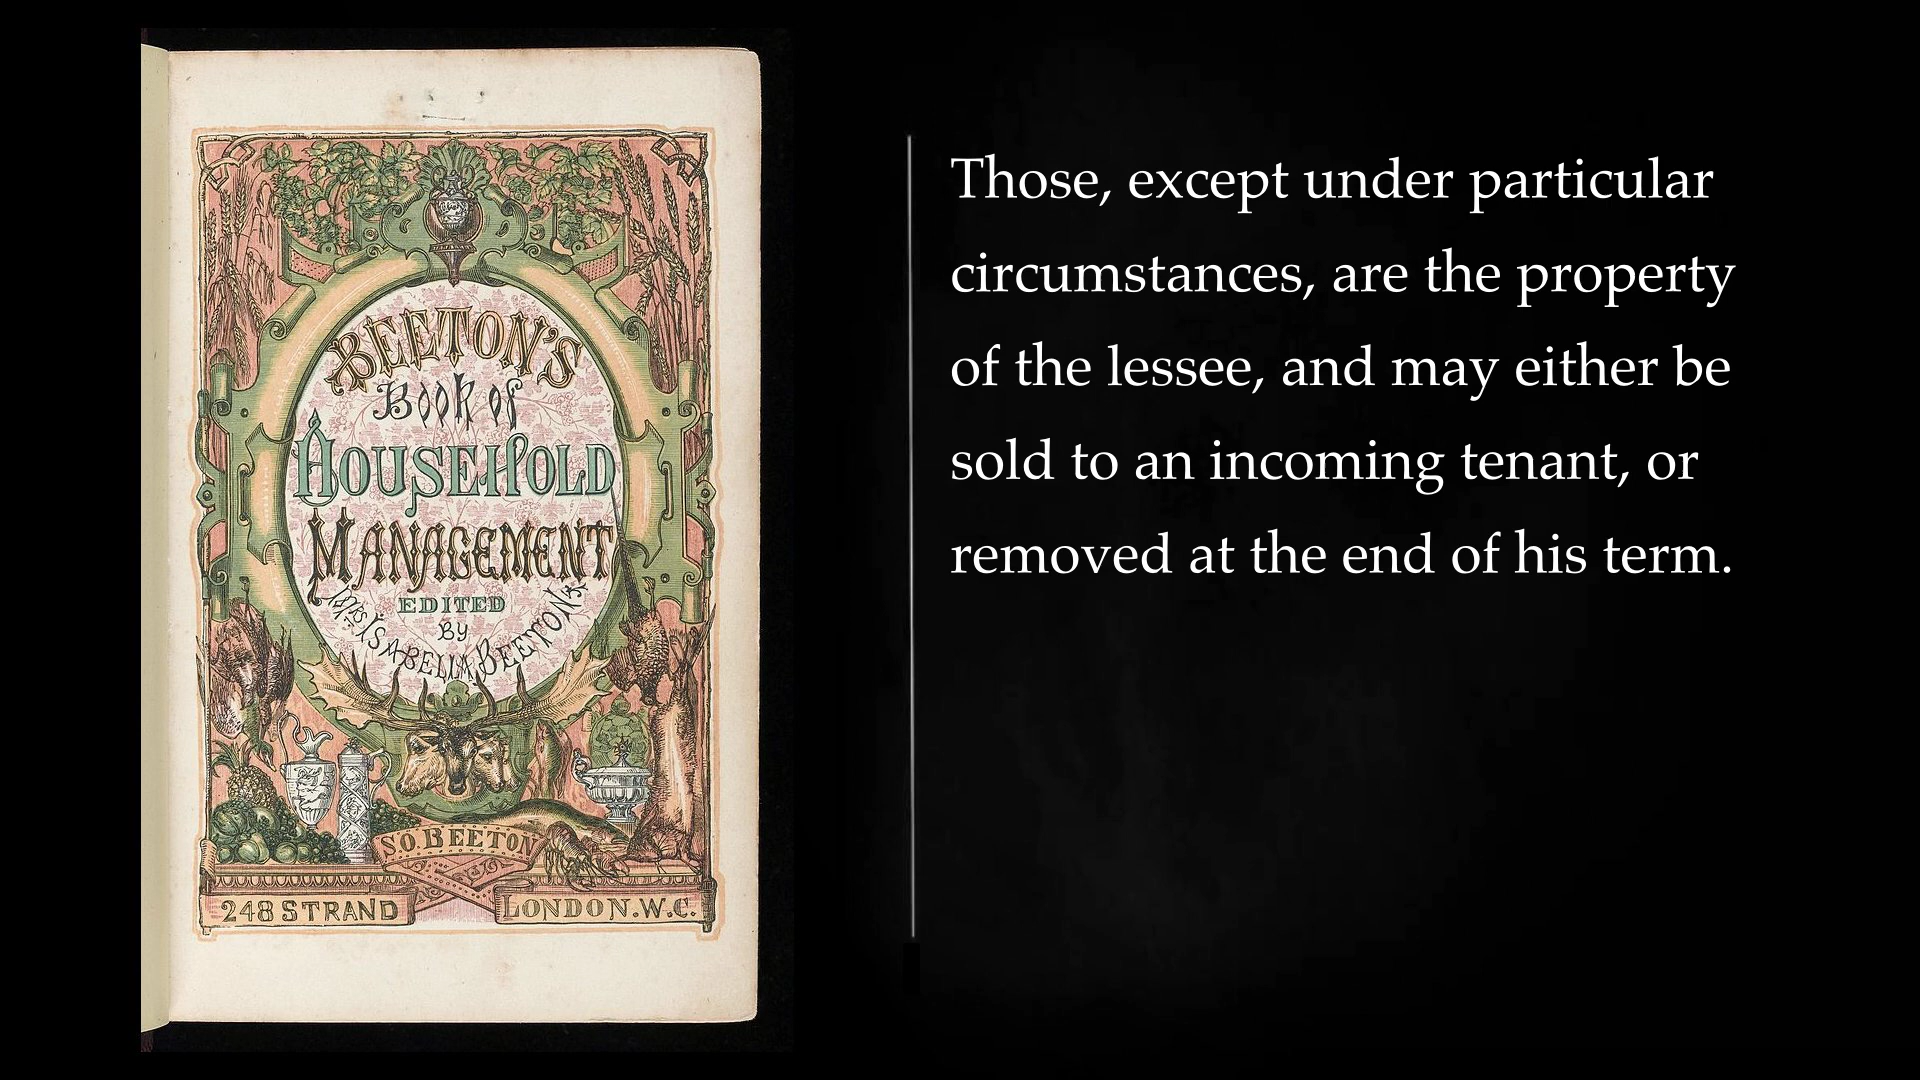 BEETON'S
Book of
HOUSEHOLD
MANAGEMENT
EDITED
BY
MRS ISABELLA BEETON
S.O. BEETON
248 STRAND
LONDON. W.C.
Those, except under particular
circumstances, are the property
of the lessee, and may either be
sold to an incoming tenant, or
removed at the end of his term.